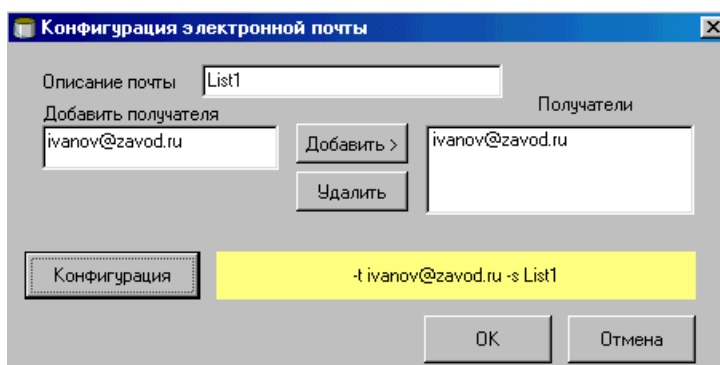 Конфигурация электронной почты
Описание почты List1
Добавить получателя
Получатели
ivanov@zavod.ru
Добавить >
ivanov@zavod.ru
Удалить
Конфигурация
-t ivanov@zavod.ru -s List1
OK
Отмена